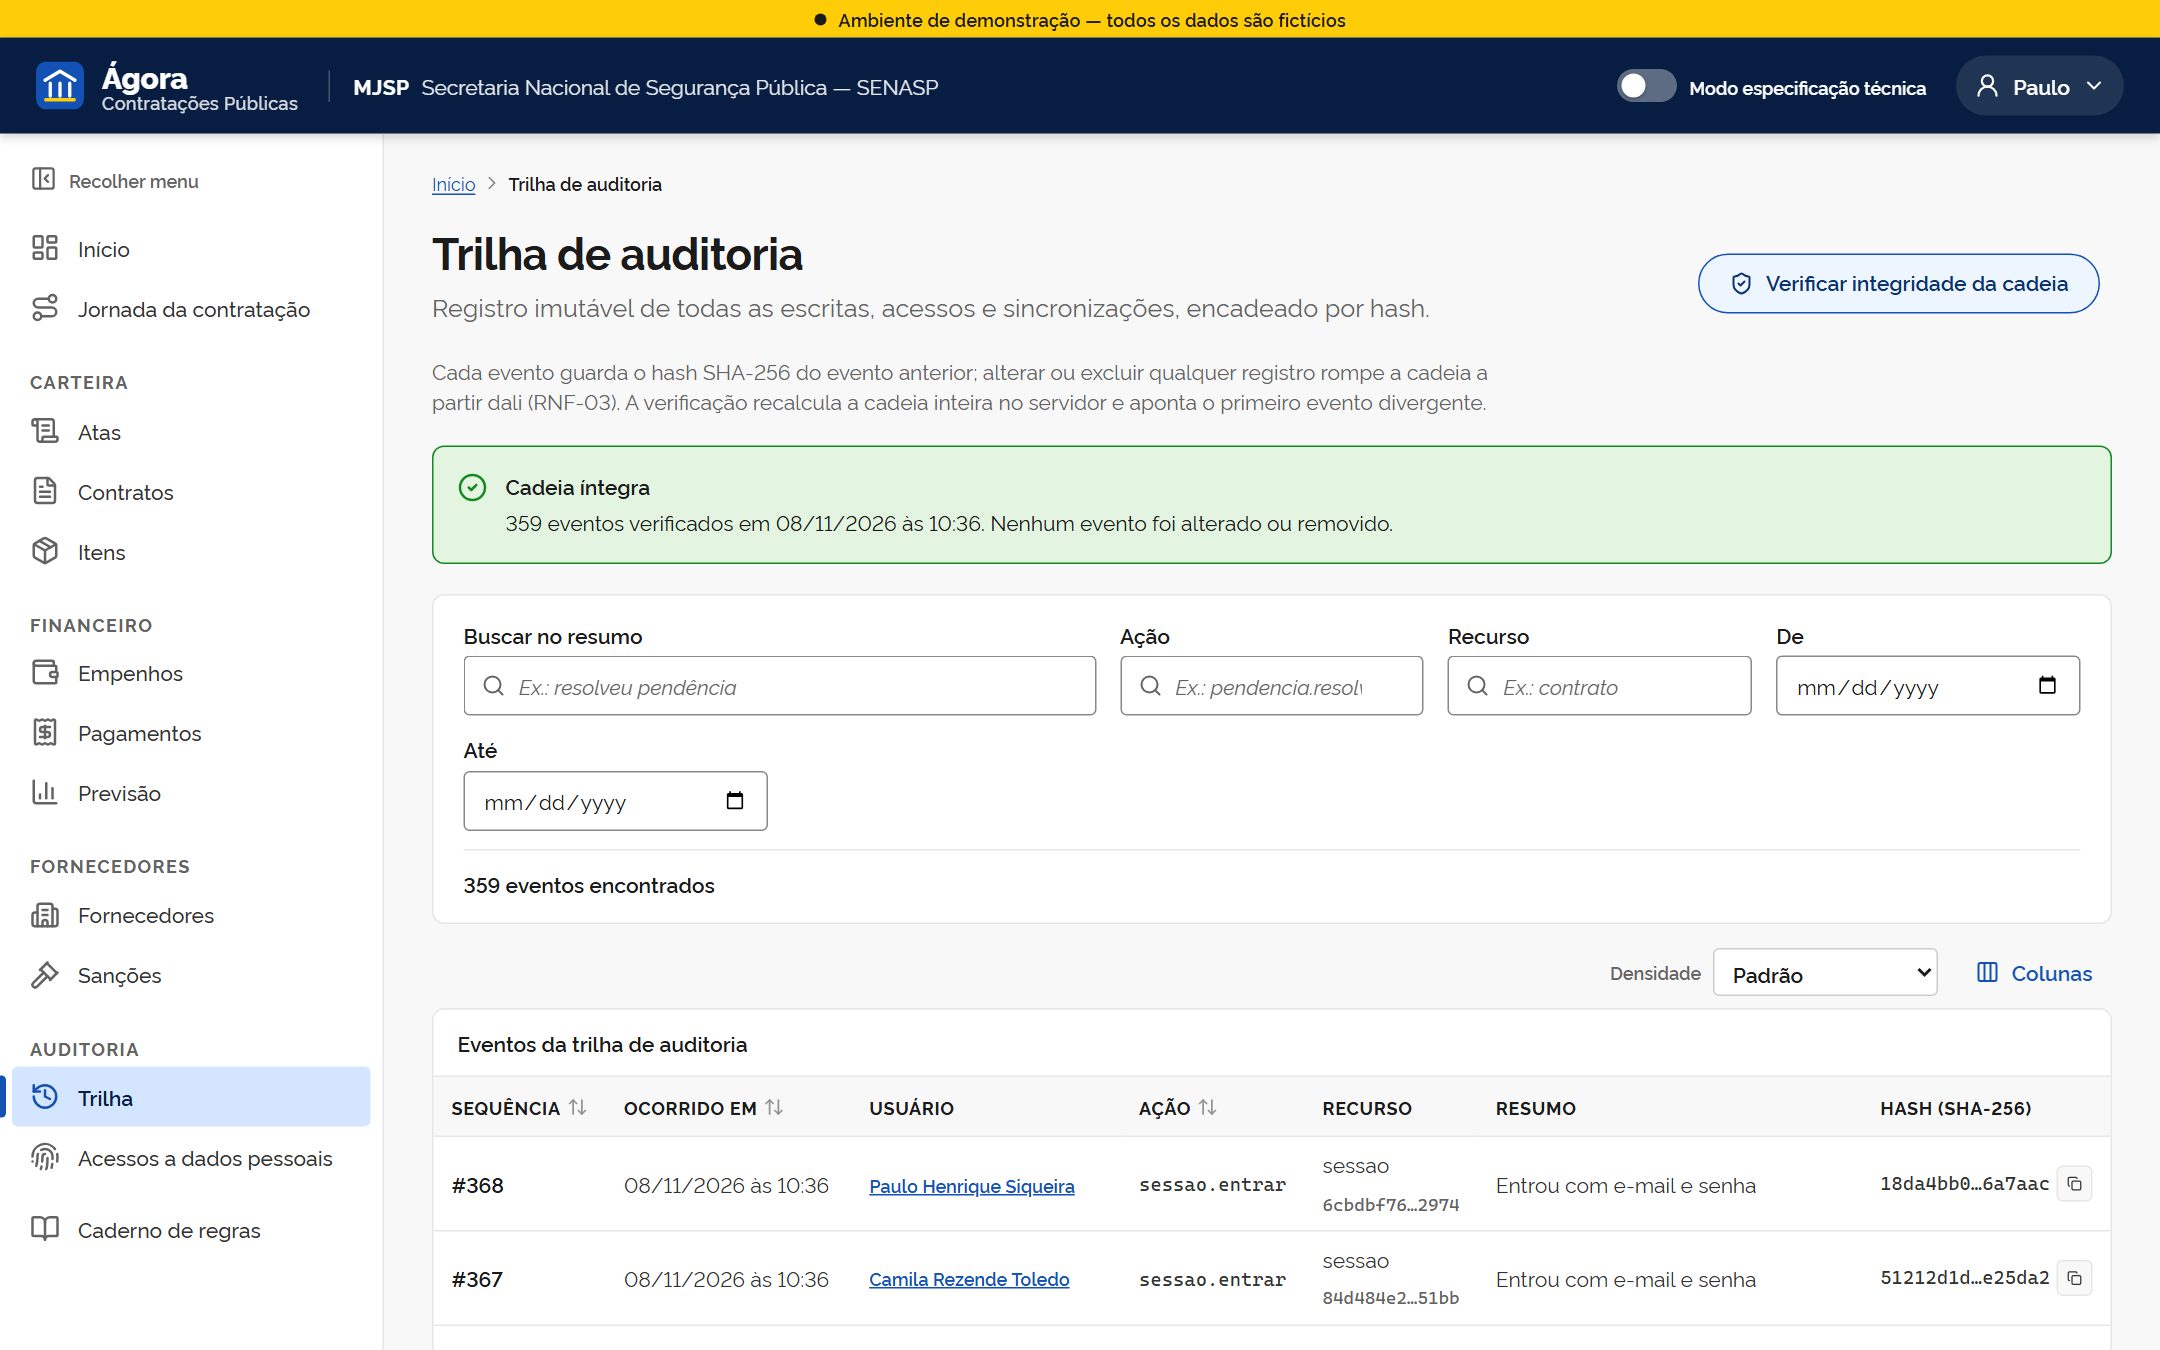 Ambiente de demonstração — todos os dados são fictícios
Ágora
Contratações Públicas
MJSP Secretaria Nacional de Segurança Pública — SENASP
Modo especificação técnica
Paulo
Recolher menu
Início
Jornada da contratação
CARTEIRA
Atas
Contratos
Itens
FINANCEIRO
Empenhos
Pagamentos
Previsão
FORNECEDORES
Fornecedores
Sanções
AUDITORIA
Trilha
Acessos a dados pessoais
Caderno de regras
Início > Trilha de auditoria
Trilha de auditoria
Registro imutável de todas as escritas, acessos e sincronizações, encadeado por hash.
Verificar integridade da cadeia
Cada evento guarda o hash SHA-256 do evento anterior; alterar ou excluir qualquer registro rompe a cadeia a
partir dali (RNF-03). A verificação recalcula a cadeia inteira no servidor e aponta o primeiro evento divergente.
Cadeia íntegra
359 eventos verificados em 08/11/2026 às 10:36. Nenhum evento foi alterado ou removido.
Buscar no resumo
Ex.: resolveu pendência
Ação
Ex.: pendencia.resolv
Recurso
Ex.: contrato
De
mm/dd/yyyy
Até
mm/dd/yyyy
359 eventos encontrados
Densidade
Padrão
Colunas
Eventos da trilha de auditoria
SEQUÊNCIA OCORRIDO EM USUÁRIO AÇÃO RECURSO RESUMO HASH (SHA-256)
#368 08/11/2026 às 10:36 Paulo Henrique Siqueira sessao.entrar sessao 6cbdbf76…2974 Entrou com e-mail e senha 18da4bb0…6a7aac
#367 08/11/2026 às 10:36 Camila Rezende Toledo sessao.entrar sessao 84d484e2…51bb Entrou com e-mail e senha 51212d1d…e25da2